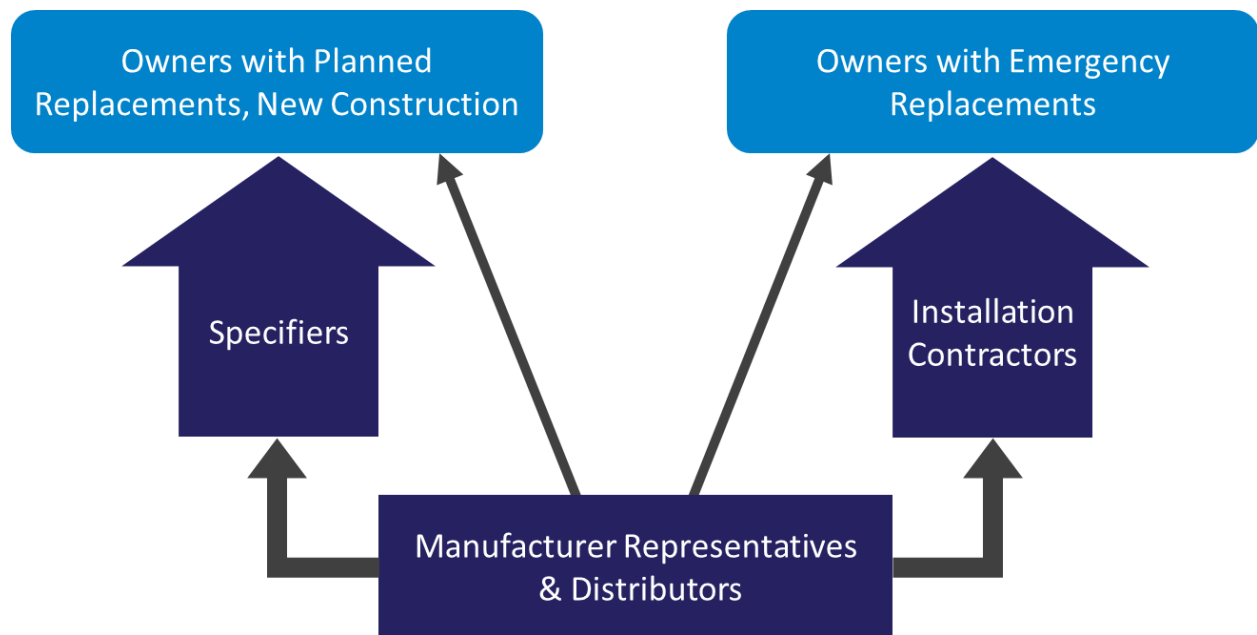 Owners with Planned
Replacements, New Construction
Owners with Emergency
Replacements
Specifiers
Installation
Contractors
Manufacturer Representatives
& Distributors